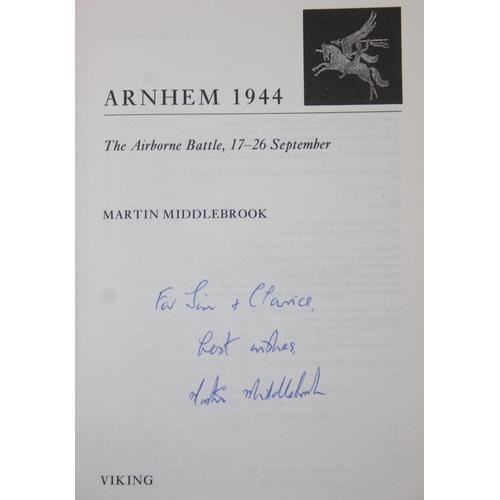 ARNHEM 1944
The Airborne Battle, 17–26 September
MARTIN MIDDLEBROOK
For Jim & Clarice,
best wishes,
Martin Middlebrook
VIKING